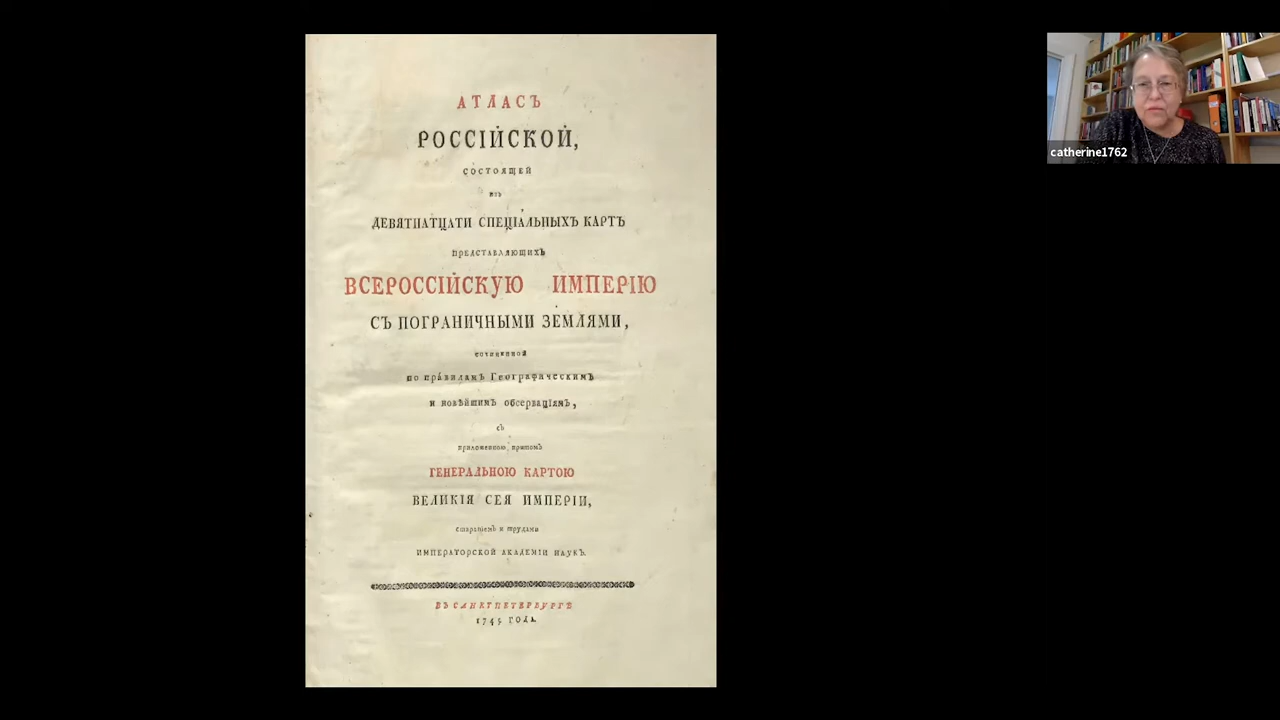 АТЛАСЪ
РОССІЙСКОЙ,
СОСТОЯЩЕЙ
изъ
ДЕВЯТНАТЦАТИ СПЕЦІАЛЬНЫХЪ КАРТЪ
ПРЕДСТАВЛЯЮЩИХЪ
ВСЕРОССІЙСКУЮ ИМПЕРІЮ
СЪ ПОГРАНИЧНЫМИ ЗЕМЛЯМИ,
сочиненной
по прáвиламъ Географическимъ
и новѣйшимъ обсерваціямъ,
съ
приложенною притомъ
ГЕНЕРАЛЬНОЮ КАРТОЮ
ВЕЛИКІЯ СЕЯ ИМПЕРІИ,
стараніемъ и трудами
ИМПЕРАТОРСКОЙ АКАДЕМІИ НАУКЪ.
ВЪ САНКТПЕТЕРБУРГѢ
1745 ГОДА.
catherine1762